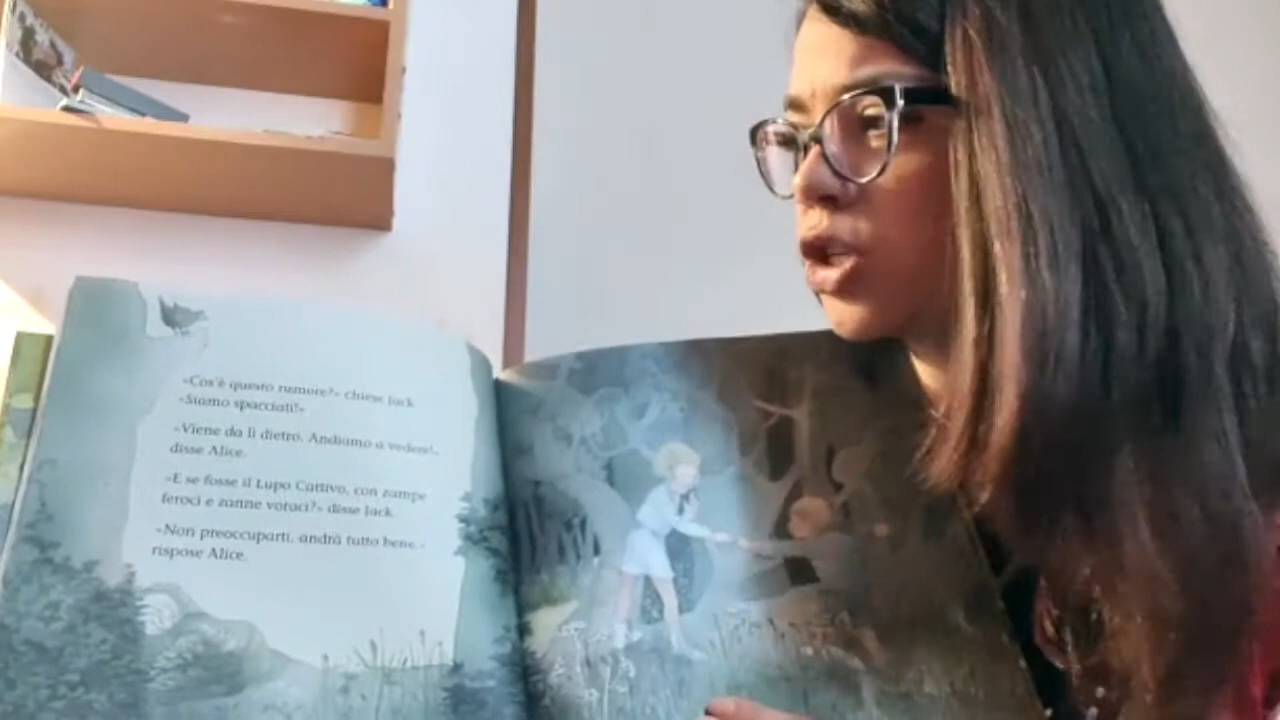 «Cos'è questo rumore?» chiese Jack.
«Siamo spacciati!»
«Viene da lì dietro. Andiamo a vedere!»,
disse Alice.
«E se fosse il Lupo Cattivo, con zampe
feroci e zanne voraci?» disse Jack.
«Non preoccuparti, andrà tutto bene.»
rispose Alice.